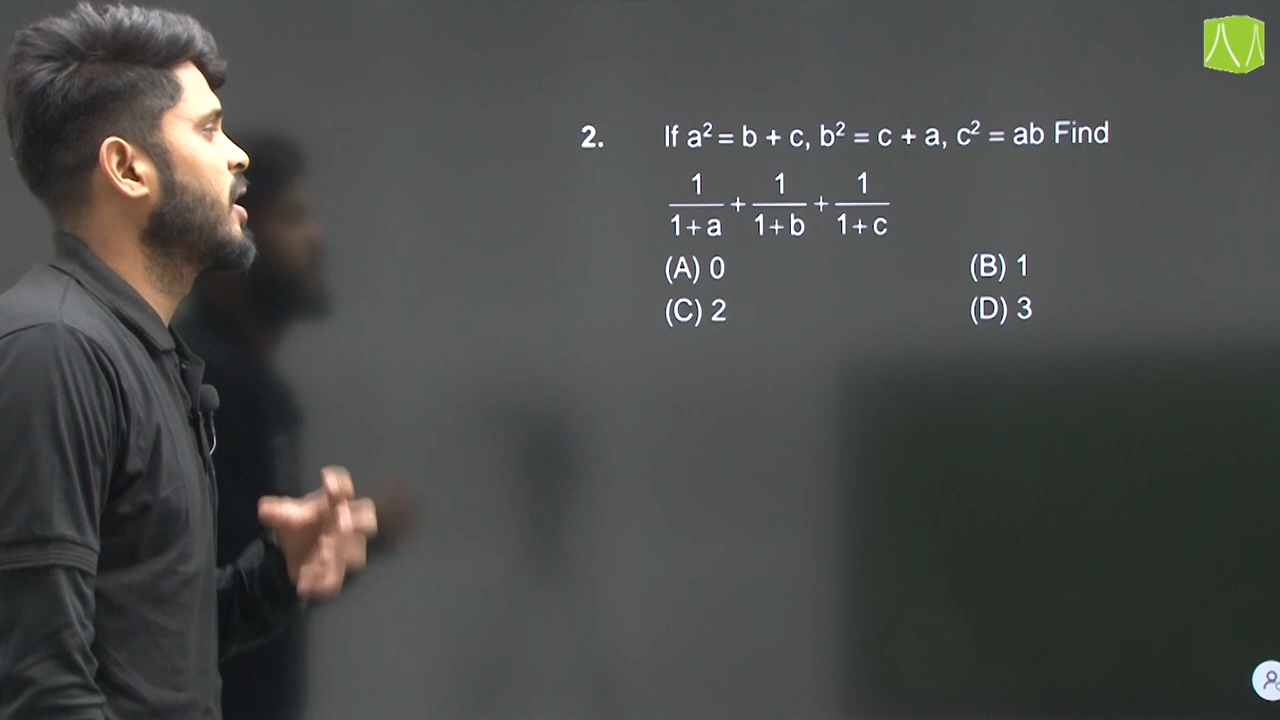 2. If a² = b + c, b² = c + a, c² = ab Find
1/(1+a) + 1/(1+b) + 1/(1+c)
(A) 0 (B) 1
(C) 2 (D) 3